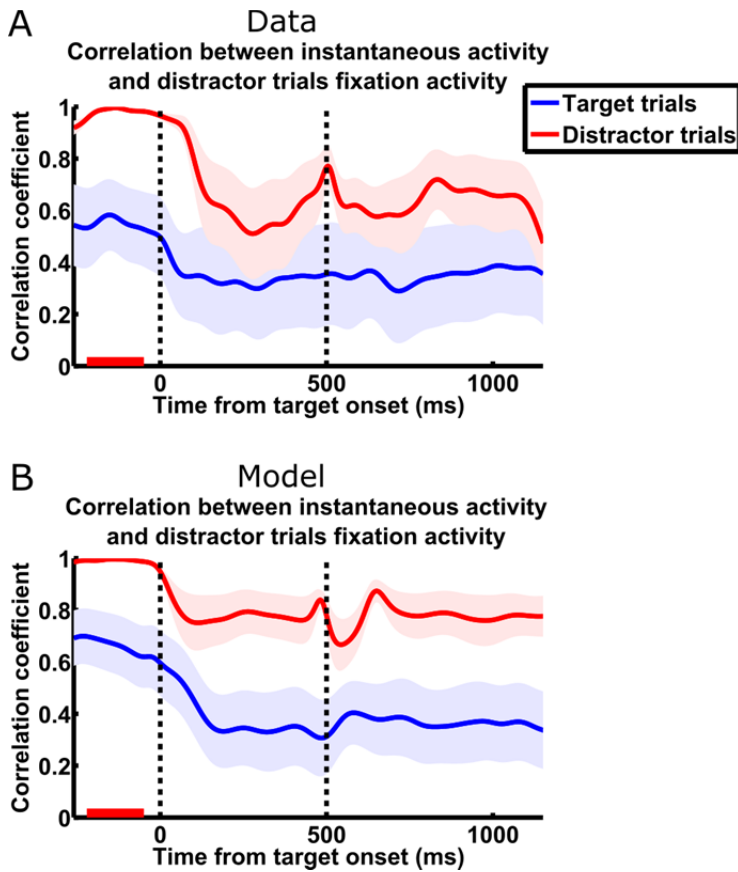 A
Data
Correlation between instantaneous activity
and distractor trials fixation activity
Target trials
Distractor trials
Correlation coefficient
1
0.8
0.6
0.4
0.2
0
0
500
1000
Time from target onset (ms)
B
Model
Correlation between instantaneous activity
and distractor trials fixation activity
Correlation coefficient
1
0.8
0.6
0.4
0.2
0
0
500
1000
Time from target onset (ms)